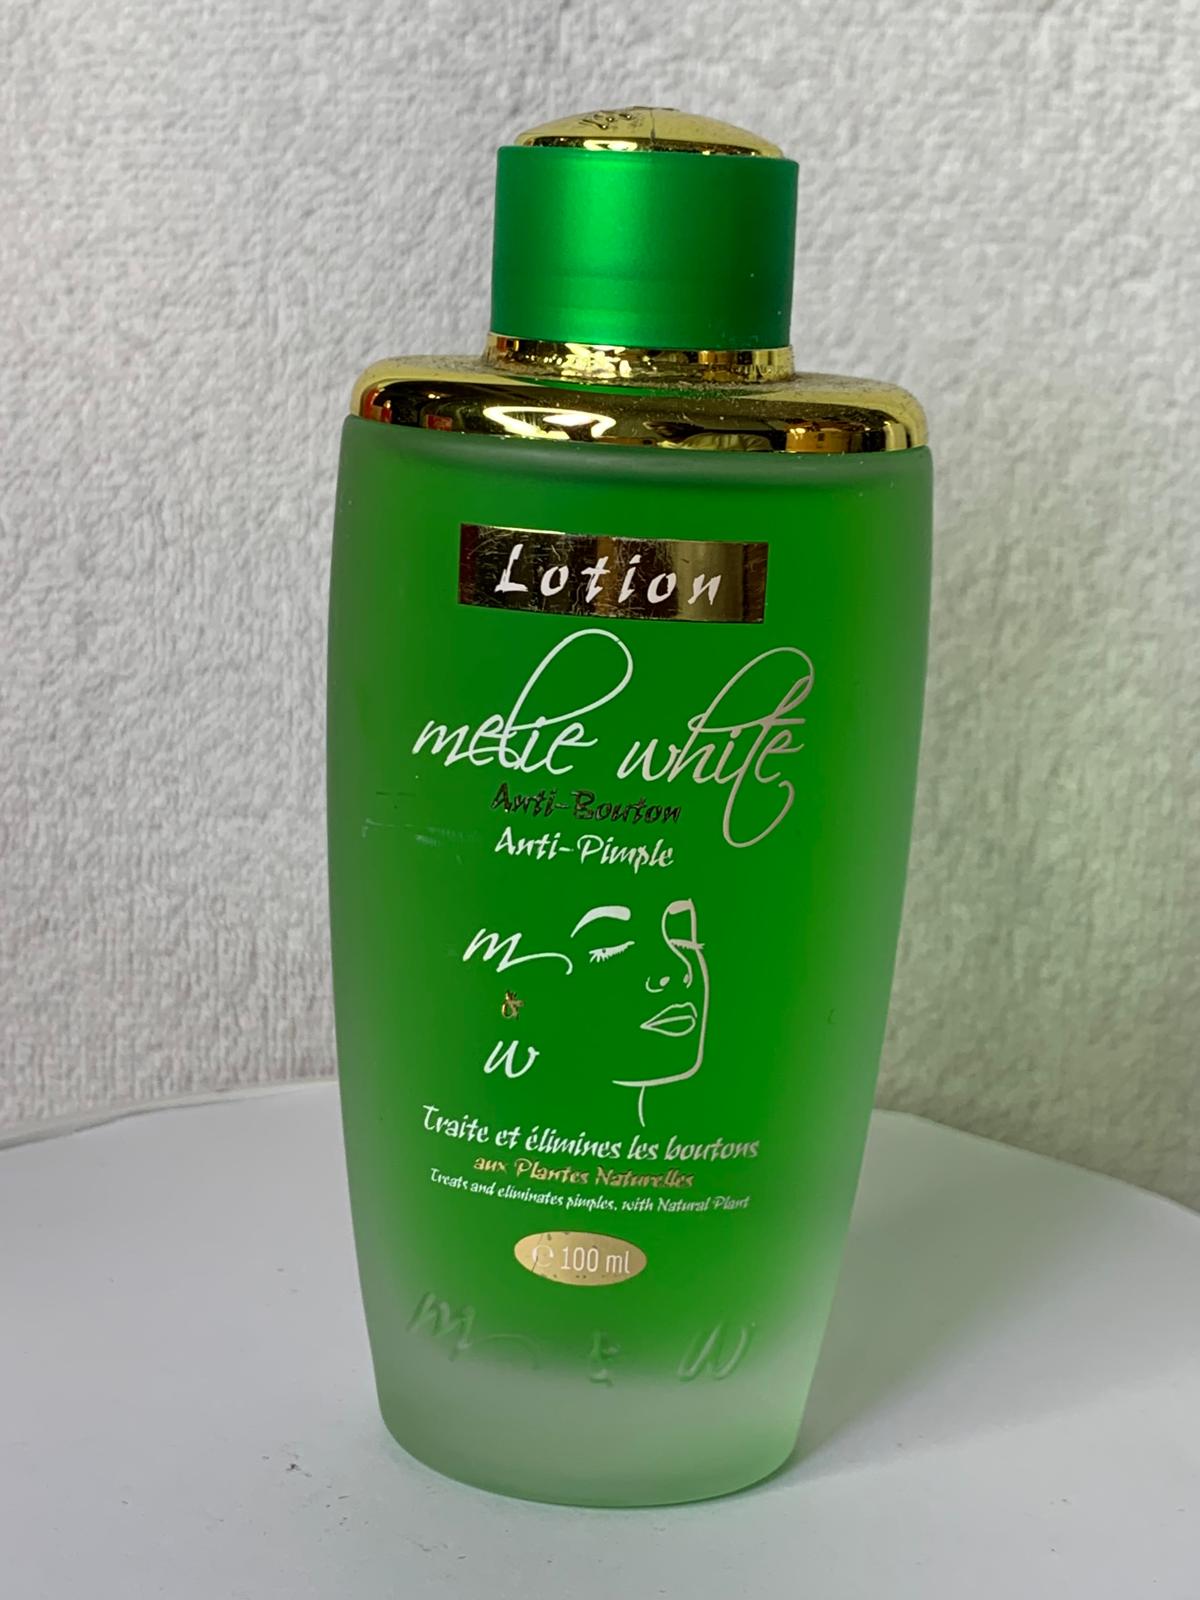 Lotion
melie white
Anti-Bouton
Anti-Pimple
m
&
w
Traite et élimines les boutons
aux Plantes Naturelles
Treats and eliminates pimples, with Natural Plant
℮ 100 ml
m & w